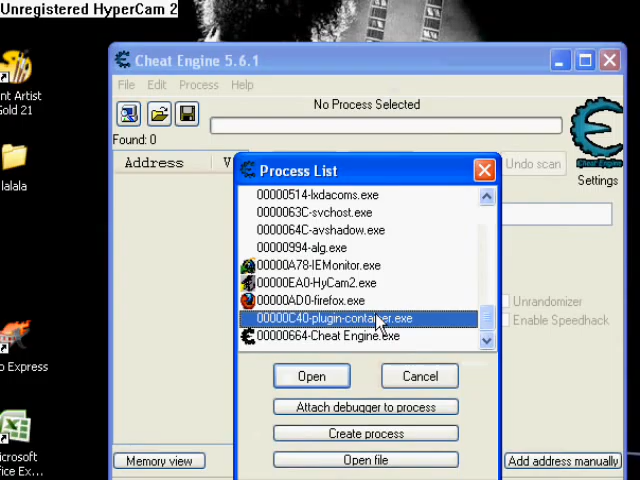 Unregistered HyperCam 2
Cheat Engine 5.6.1
File Edit Process Help
No Process Selected
Found: 0
Address V
Undo scan
Cheat Engine
Settings
nt Artist
Gold 21
lalala
Process List
00000514-lxdacoms.exe
0000063C-svchost.exe
0000064C-avshadow.exe
00000994-alg.exe
00000A78-IEMonitor.exe
00000EA0-HyCam2.exe
00000AD0-firefox.exe
00000C40-plugin-container.exe
00000664-Cheat Engine.exe
Unrandomizer
Enable Speedhack
o Express
Open Cancel
Attach debugger to process
Create process
Open file
Memory view
Add address manually
icrosoft
fice Ex...